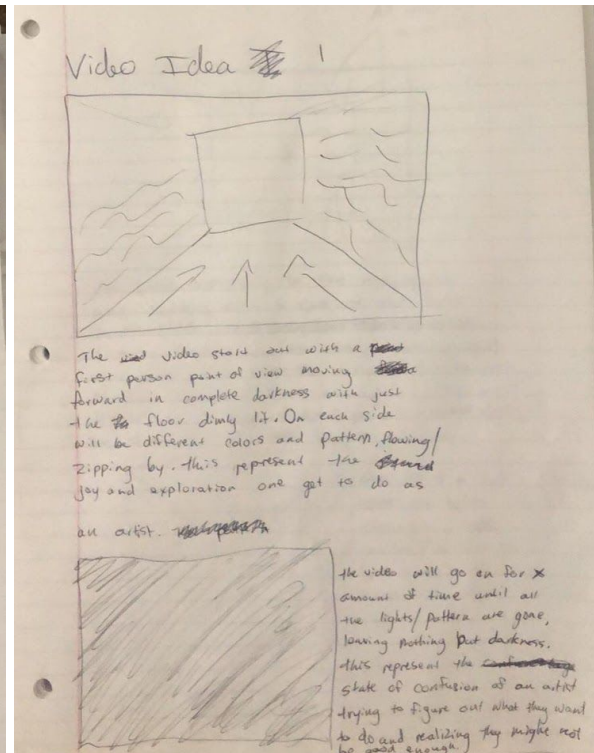 Video Idea 1
The video start out with a
first person point of view moving
forward in complete darkness with just
the floor dimly lit. On each side
will be different colors and pattern, flowing/
zipping by. this represent the
joy and exploration one get to do as
an artist.
the video will go on for x
amount of time until all
the lights/pattern are gone,
leaving nothing but darkness.
this represent the
state of confusion of an artist
trying to figure out what they want
to do and realizing they might not
be good enough.